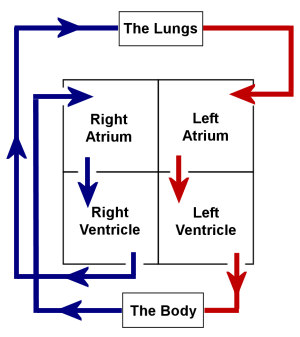 The Lungs
Right
Atrium
Left
Atrium
Right
Ventricle
Left
Ventricle
The Body